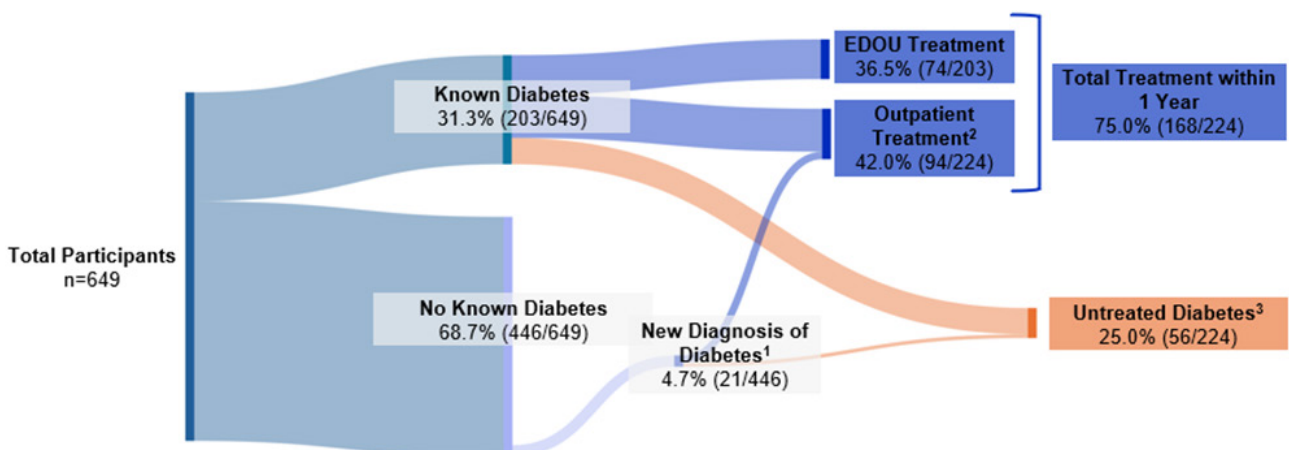 Total Participants
n=649
Known Diabetes
31.3% (203/649)
No Known Diabetes
68.7% (446/649)
New Diagnosis of
Diabetes¹
4.7% (21/446)
EDOU Treatment
36.5% (74/203)
Outpatient
Treatment²
42.0% (94/224)
Total Treatment within
1 Year
75.0% (168/224)
Untreated Diabetes³
25.0% (56/224)